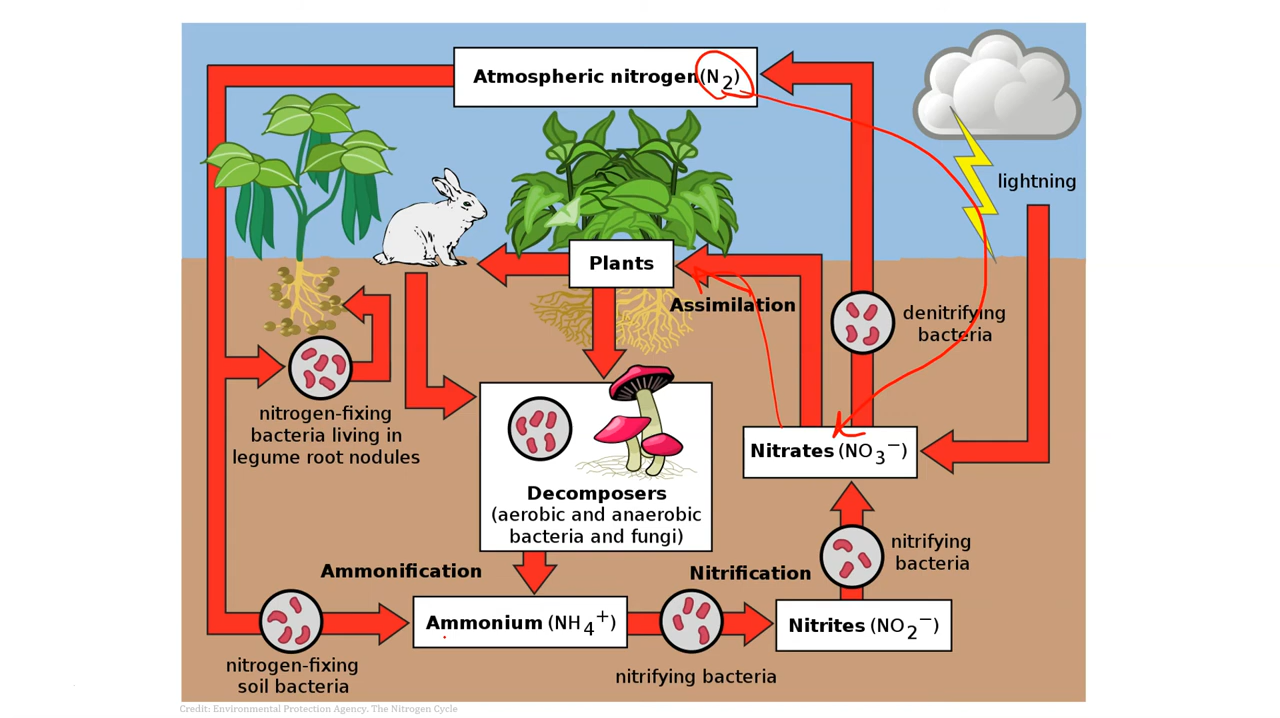 Atmospheric nitrogen (N2)
lightning
Plants
Assimilation
denitrifying
bacteria
nitrogen-fixing
bacteria living in
legume root nodules
Nitrates (NO3−)
Decomposers
(aerobic and anaerobic
bacteria and fungi)
nitrifying
bacteria
Ammonification
Nitrification
Ammonium (NH4+)
Nitrites (NO2−)
nitrogen-fixing
soil bacteria
nitrifying bacteria
Credit: Environmental Protection Agency. The Nitrogen Cycle